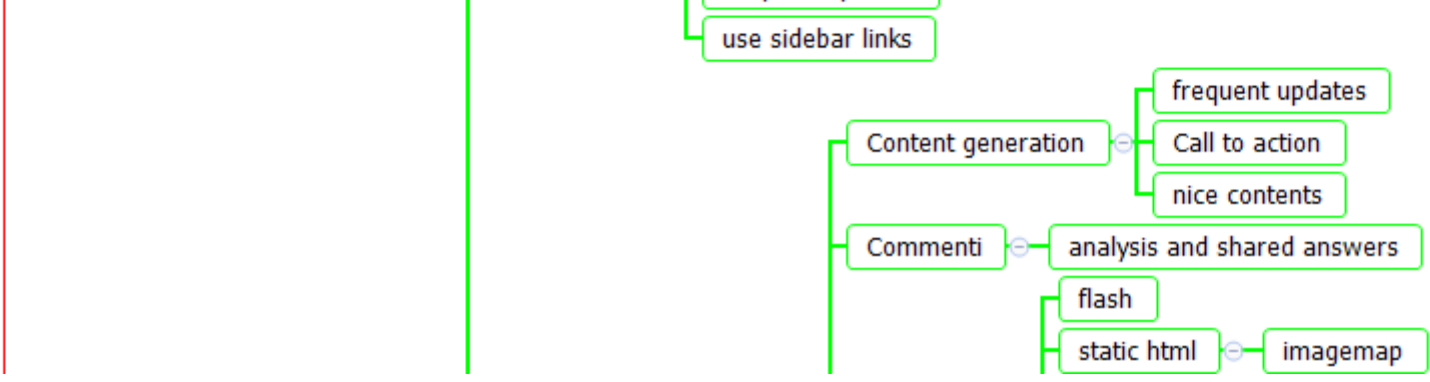 use sidebar links
frequent updates
Content generation
Call to action
nice contents
Commenti
analysis and shared answers
flash
static html
imagemap